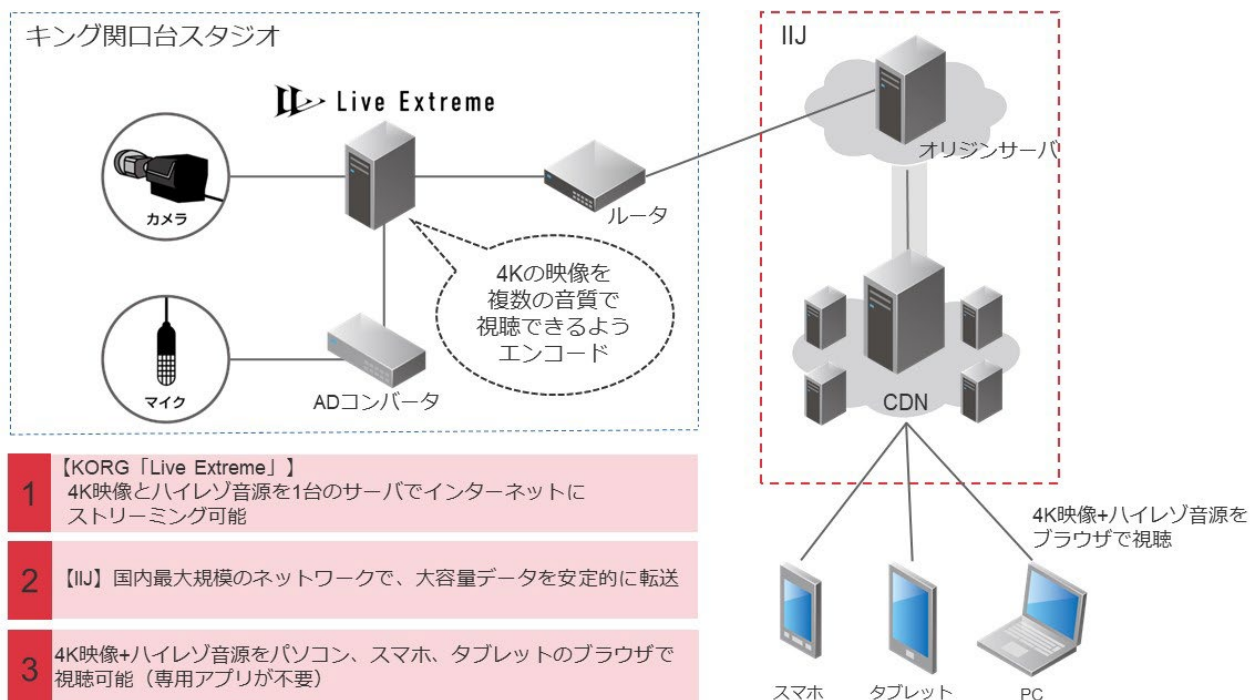 キング関口台スタジオ
Live Extreme
カメラ
ルータ
4Kの映像を
複数の音質で
視聴できるよう
エンコード
マイク
ADコンバータ
IIJ
オリジンサーバ
CDN
4K映像+ハイレゾ音源を
ブラウザで視聴
スマホ
タブレット
PC
1
【KORG「Live Extreme」】
4K映像とハイレゾ音源を1台のサーバでインターネットに
ストリーミング可能
2
【IIJ】国内最大規模のネットワークで、大容量データを安定的に転送
3
4K映像+ハイレゾ音源をパソコン、スマホ、タブレットのブラウザで
視聴可能（専用アプリが不要）